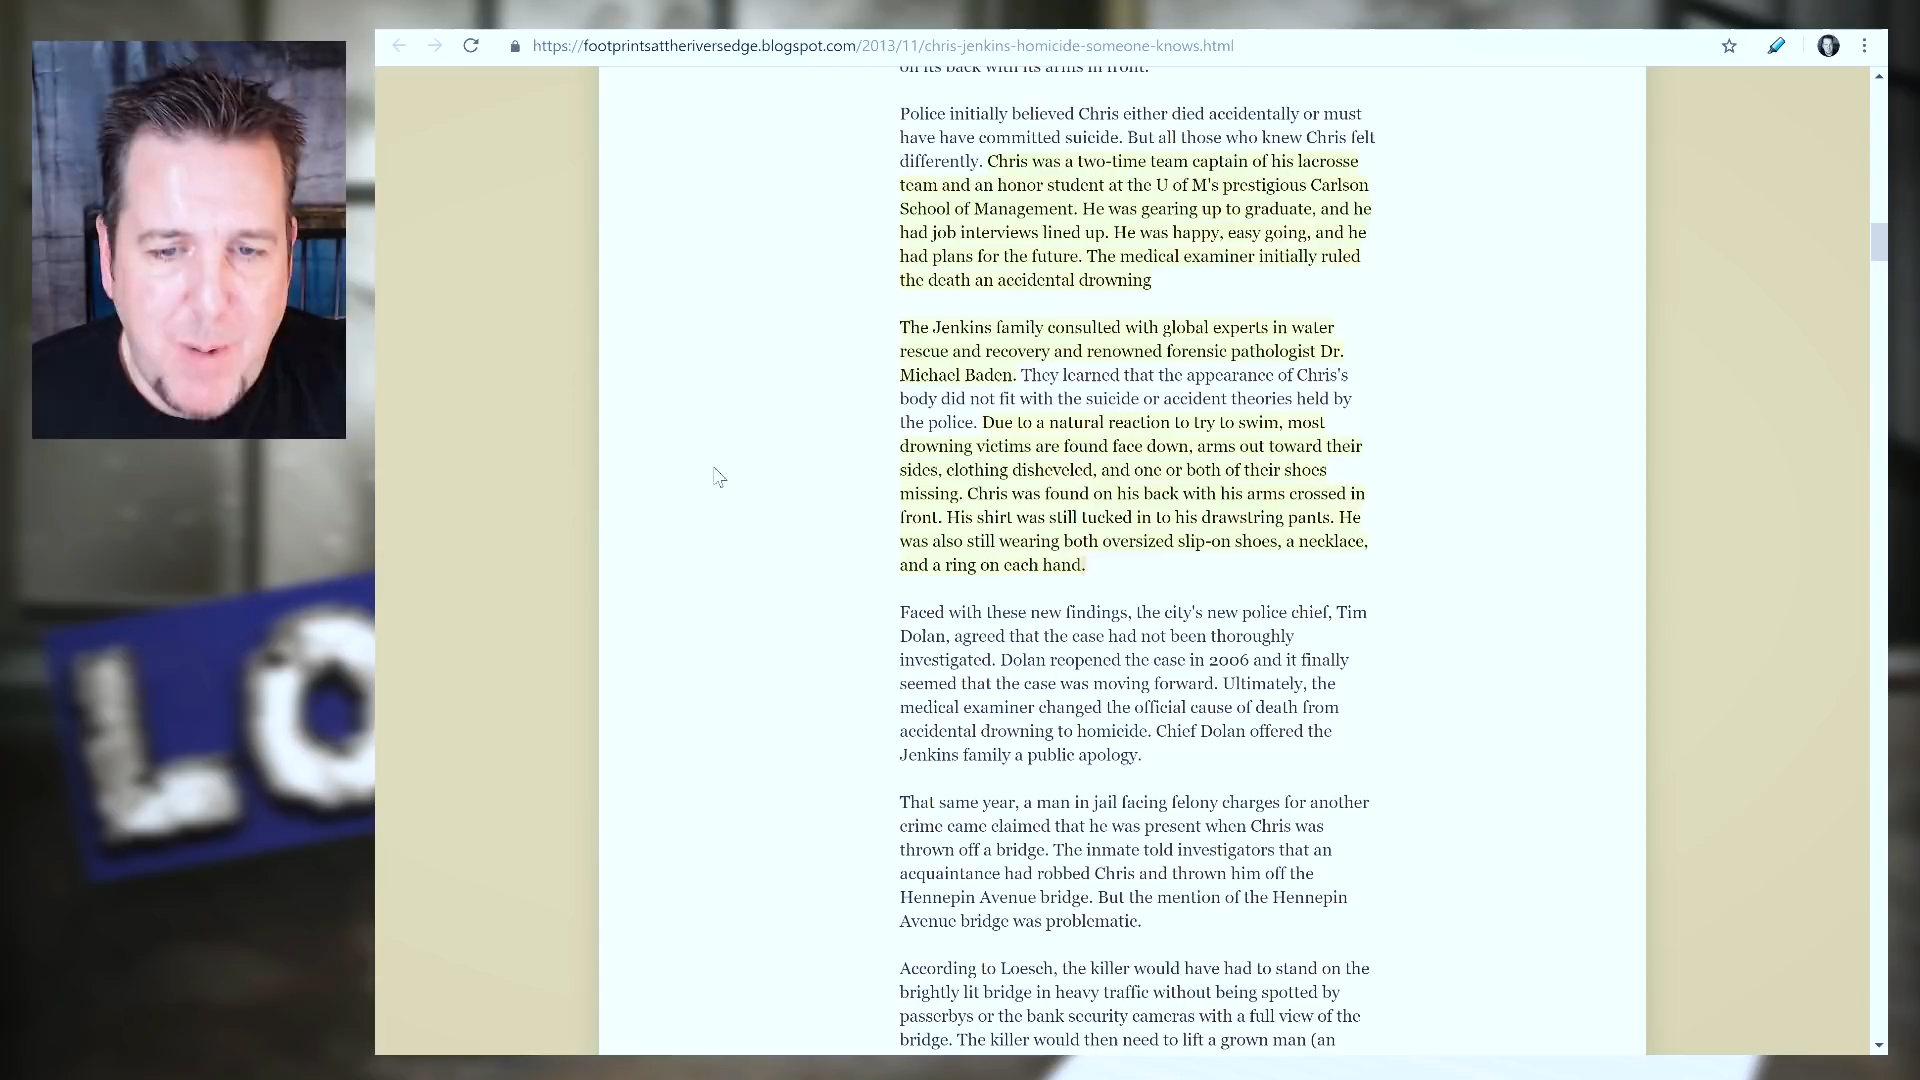 https://footprintsattheriversedge.blogspot.com/2013/11/chris-jenkins-homicide-someone-knows.html
on its back with its arms in front.
Police initially believed Chris either died accidentally or must
have have committed suicide. But all those who knew Chris felt
differently. Chris was a two-time team captain of his lacrosse
team and an honor student at the U of M's prestigious Carlson
School of Management. He was gearing up to graduate, and he
had job interviews lined up. He was happy, easy going, and he
had plans for the future. The medical examiner initially ruled
the death an accidental drowning
The Jenkins family consulted with global experts in water
rescue and recovery and renowned forensic pathologist Dr.
Michael Baden. They learned that the appearance of Chris's
body did not fit with the suicide or accident theories held by
the police. Due to a natural reaction to try to swim, most
drowning victims are found face down, arms out toward their
sides, clothing disheveled, and one or both of their shoes
missing. Chris was found on his back with his arms crossed in
front. His shirt was still tucked in to his drawstring pants. He
was also still wearing both oversized slip-on shoes, a necklace,
and a ring on each hand.
Faced with these new findings, the city's new police chief, Tim
Dolan, agreed that the case had not been thoroughly
investigated. Dolan reopened the case in 2006 and it finally
seemed that the case was moving forward. Ultimately, the
medical examiner changed the official cause of death from
accidental drowning to homicide. Chief Dolan offered the
Jenkins family a public apology.
That same year, a man in jail facing felony charges for another
crime came claimed that he was present when Chris was
thrown off a bridge. The inmate told investigators that an
acquaintance had robbed Chris and thrown him off the
Hennepin Avenue bridge. But the mention of the Hennepin
Avenue bridge was problematic.
According to Loesch, the killer would have had to stand on the
brightly lit bridge in heavy traffic without being spotted by
passerbys or the bank security cameras with a full view of the
bridge. The killer would then need to lift a grown man (an
LO